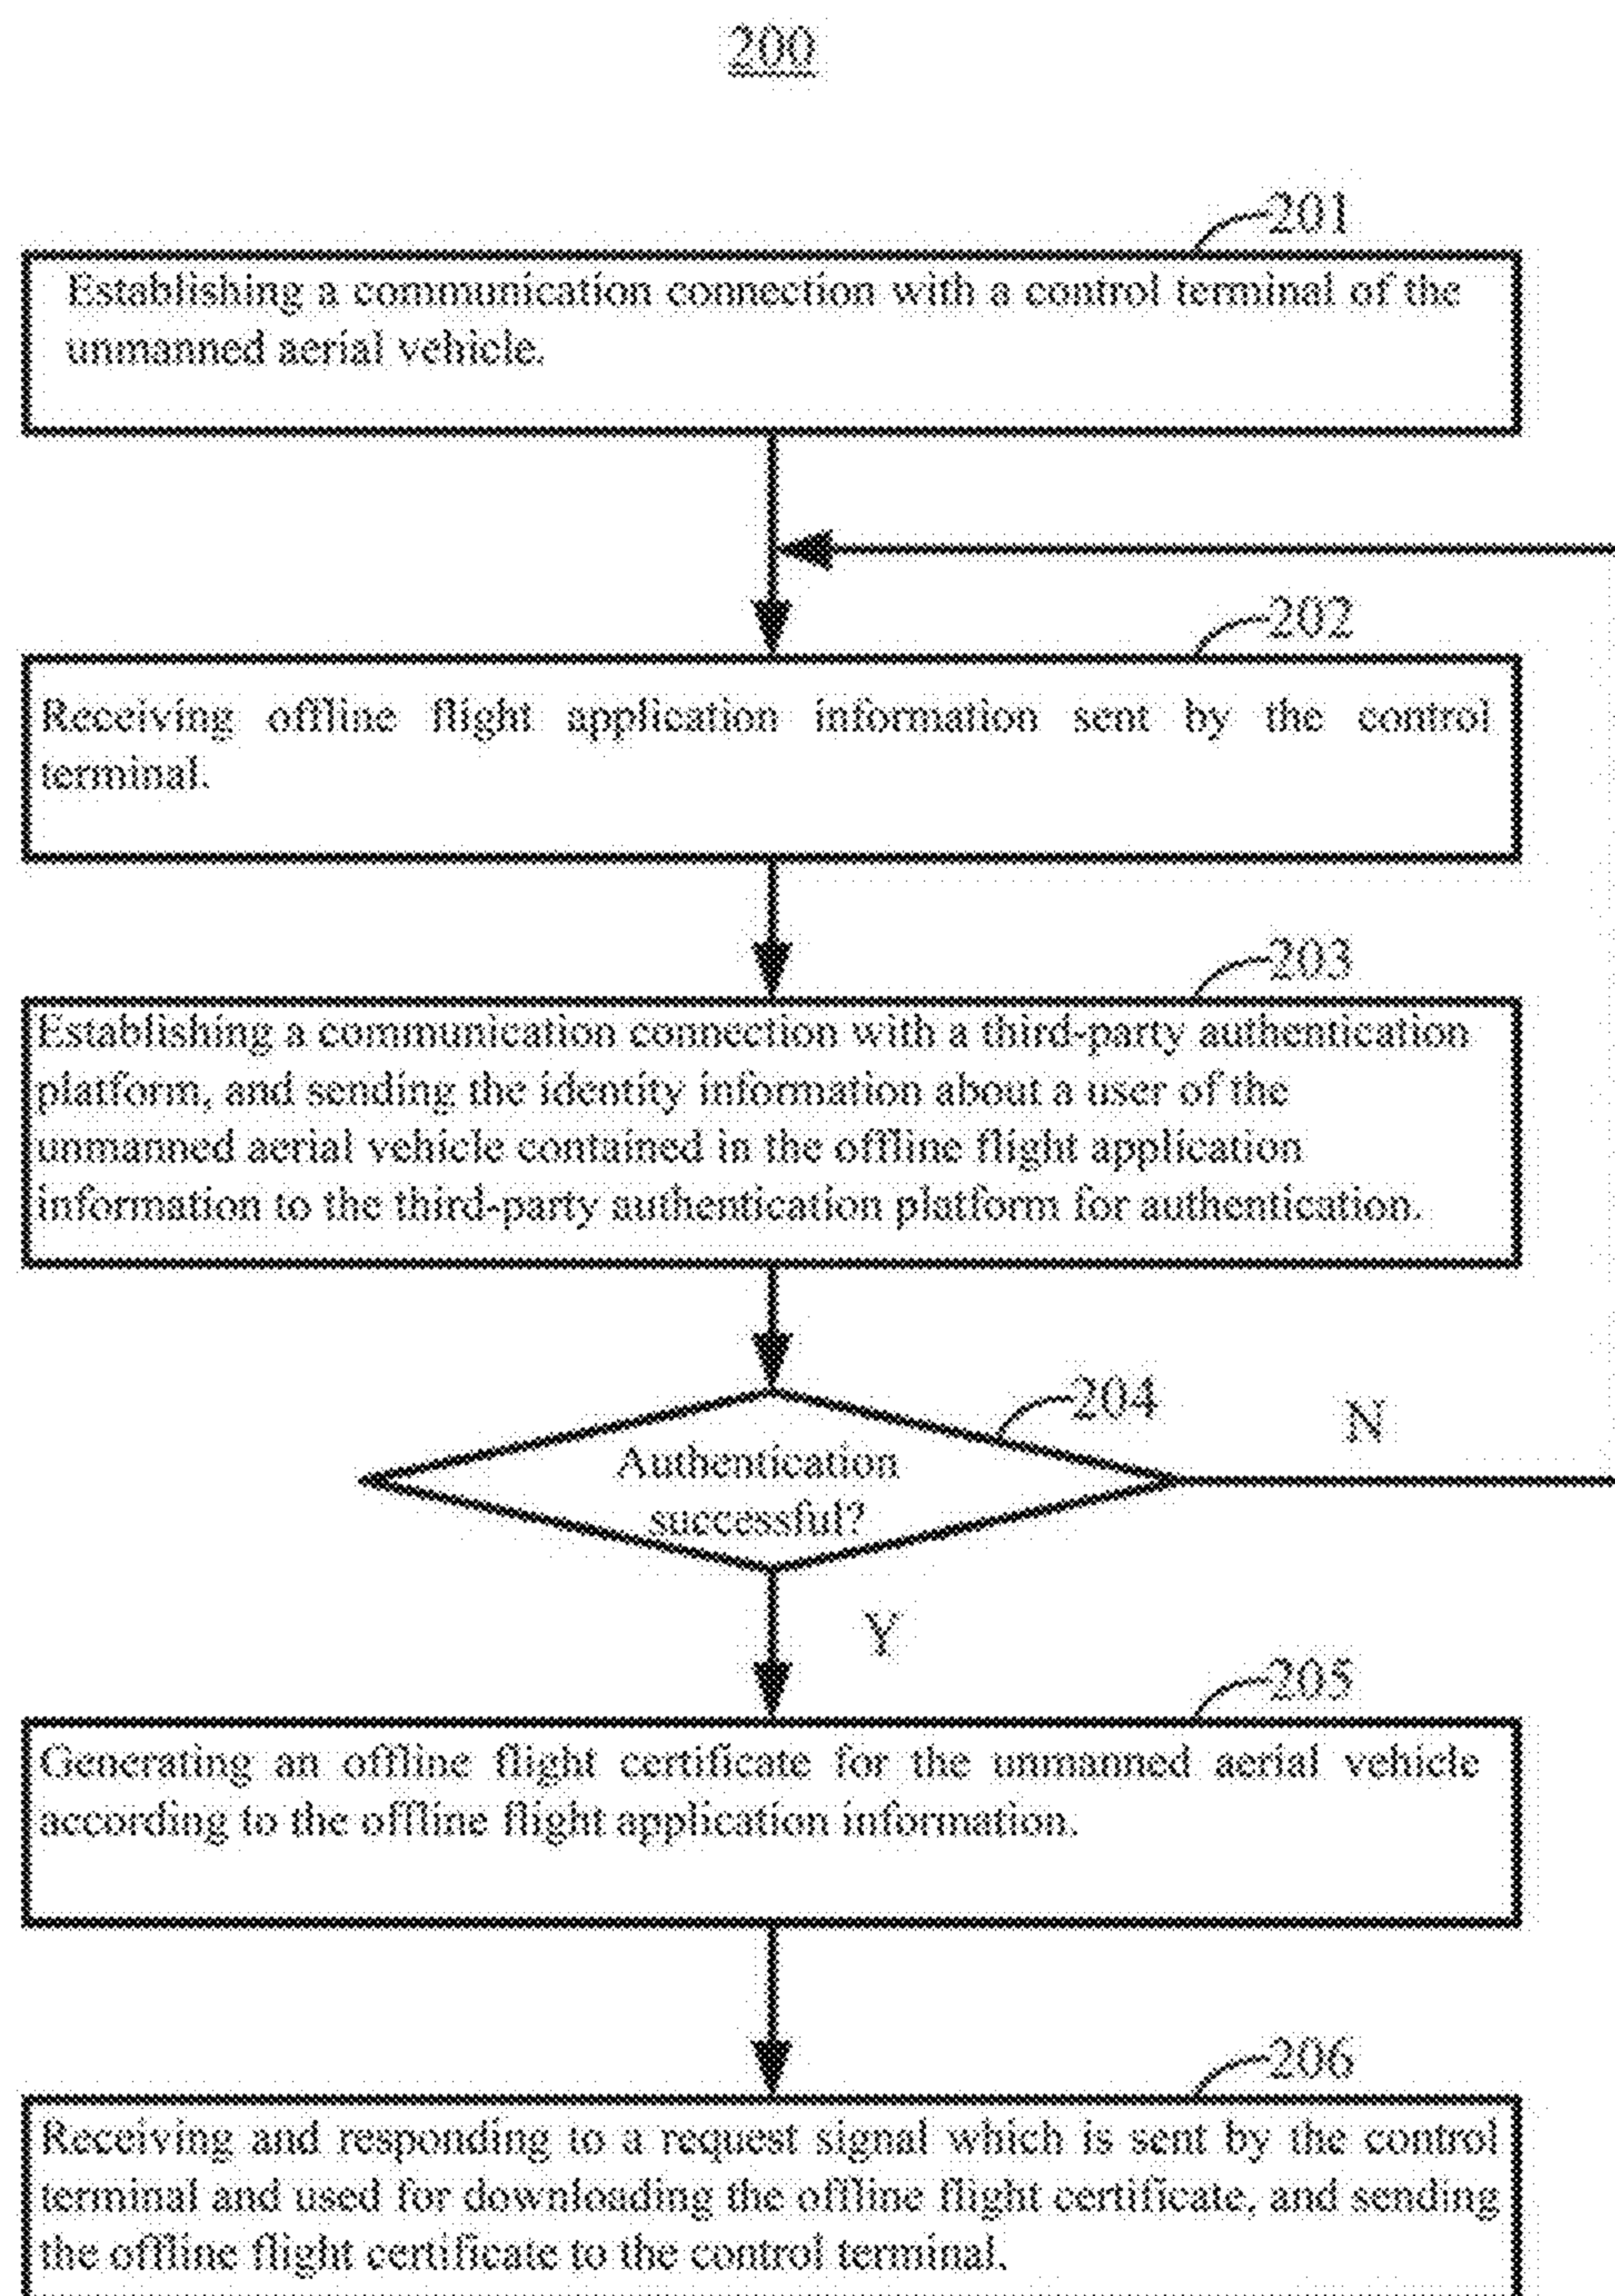 200
201
Establishing a communication connection with a control terminal of the
unmanned aerial vehicle.
202
Receiving offline flight application information sent by the control
terminal.
203
Establishing a communication connection with a third-party authentication
platform, and sending the identity information about a user of the
unmanned aerial vehicle contained in the offline flight application
information to the third-party authentication platform for authentication.
204
N
Authentication
successful?
Y
205
Generating an offline flight certificate for the unmanned aerial vehicle
according to the offline flight application information.
206
Receiving and responding to a request signal which is sent by the control
terminal and used for downloading the offline flight certificate, and sending
the offline flight certificate to the control terminal.